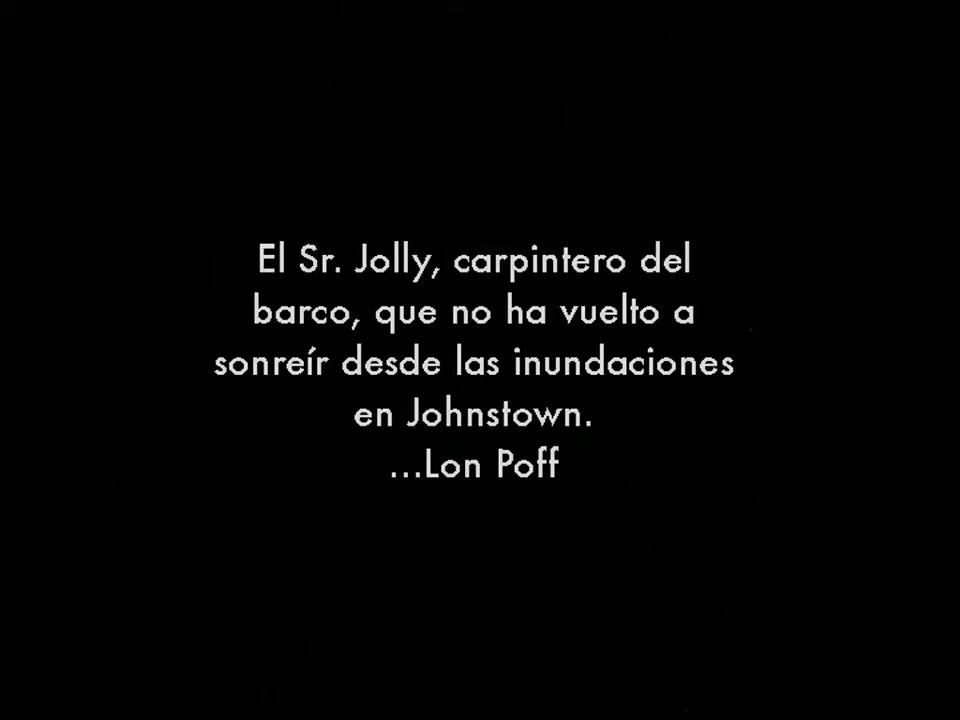 El Sr. Jolly, carpintero del
barco, que no ha vuelto a
sonreír desde las inundaciones
en Johnstown.
...Lon Poff